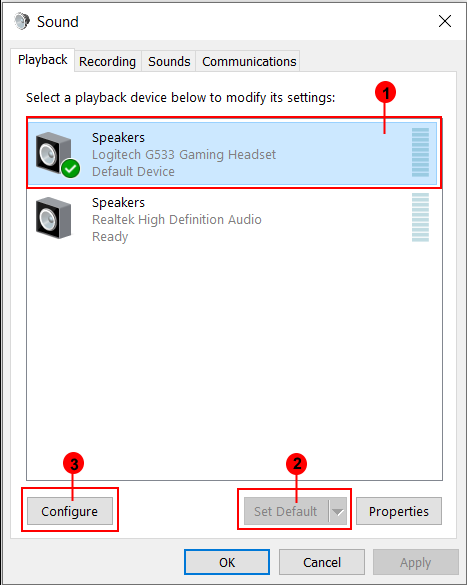 Sound
Playback Recording Sounds Communications
Select a playback device below to modify its settings:
1
Speakers
Logitech G533 Gaming Headset
Default Device
Speakers
Realtek High Definition Audio
Ready
3
2
Configure Set Default Properties
OK Cancel Apply